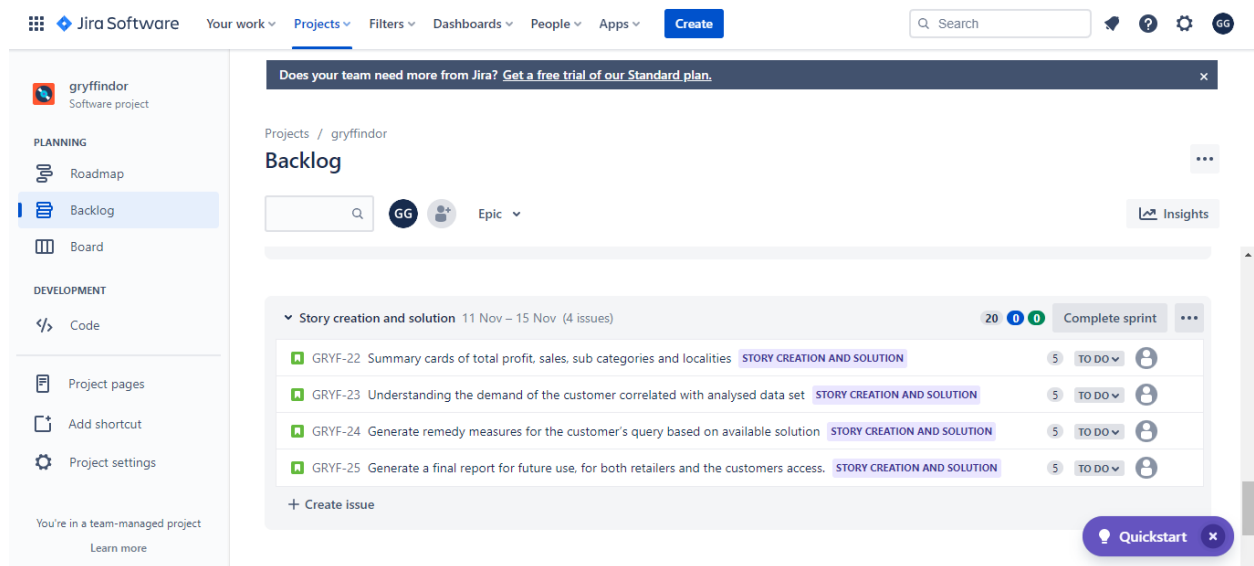 Jira Software Your work Projects Filters Dashboards People Apps Create Search GG
Does your team need more from Jira? Get a free trial of our Standard plan. ×
gryffindor
Software project
PLANNING
Roadmap
Backlog
Board
DEVELOPMENT
Code
Project pages
Add shortcut
Project settings
You're in a team-managed project
Learn more
Projects / gryffindor
Backlog
GG Epic Insights
Story creation and solution 11 Nov – 15 Nov (4 issues) 20 0 0 Complete sprint
GRYF-22 Summary cards of total profit, sales, sub categories and localities STORY CREATION AND SOLUTION 5 TO DO
GRYF-23 Understanding the demand of the customer correlated with analysed data set STORY CREATION AND SOLUTION 5 TO DO
GRYF-24 Generate remedy measures for the customer's query based on available solution STORY CREATION AND SOLUTION 5 TO DO
GRYF-25 Generate a final report for future use, for both retailers and the customers access. STORY CREATION AND SOLUTION 5 TO DO
+ Create issue
Quickstart ×